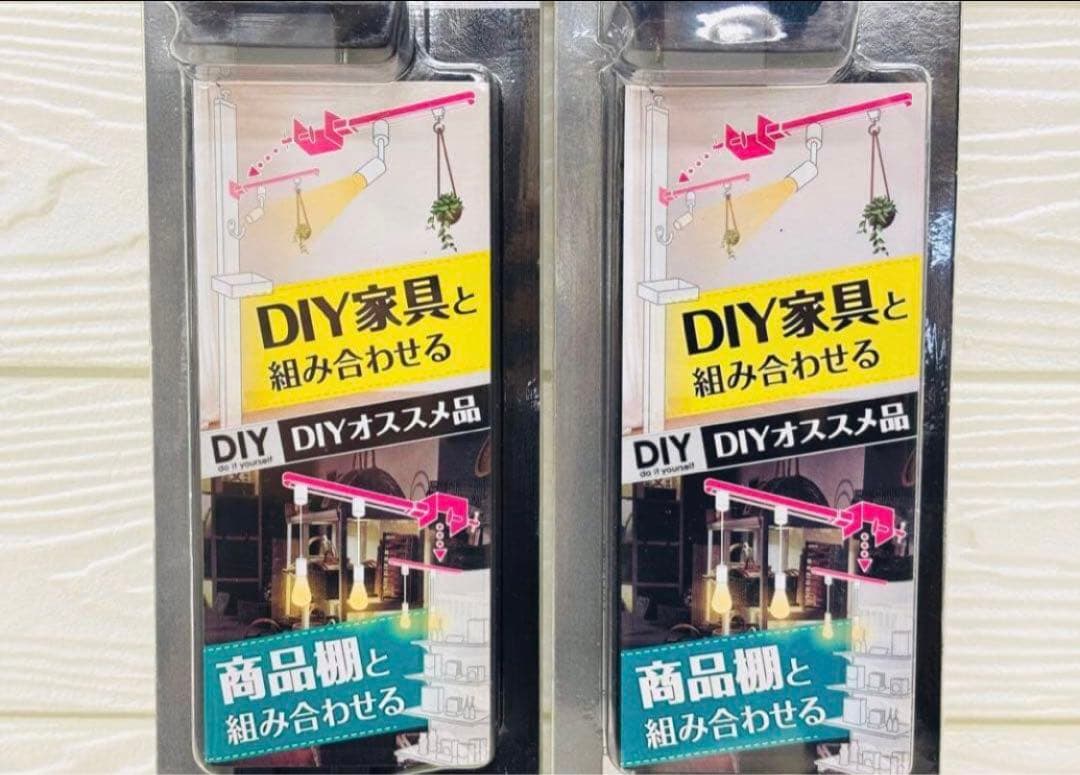 DIY家具と
組み合わせる
DIY
do it yourself
DIYオススメ品
商品棚と
組み合わせる
DIY家具と
組み合わせる
DIY
do it yourself
DIYオススメ品
商品棚と
組み合わせる